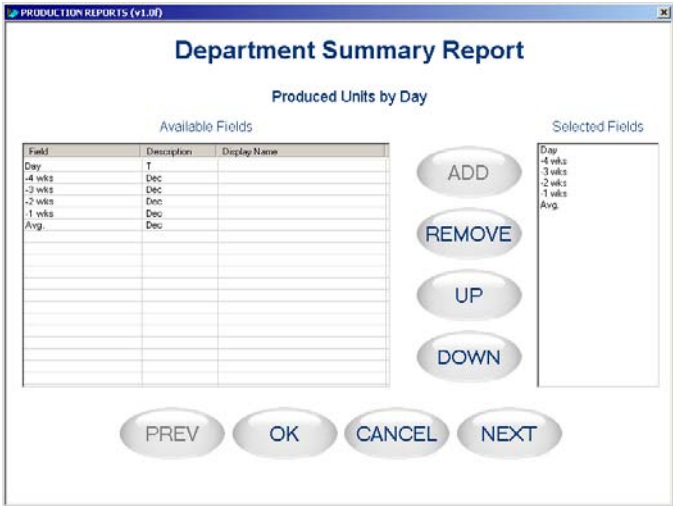 PRODUCTION REPORTS (v1.0f)
Department Summary Report
Produced Units by Day
Available Fields
Selected Fields
Field Description Display Name
Day T
-4 wks Dec
-3 wks Dec
-2 wks Dec
-1 wks Dec
Avg. Dec
ADD
REMOVE
UP
DOWN
Day
-4 wks
-3 wks
-2 wks
-1 wks
Avg.
PREV OK CANCEL NEXT